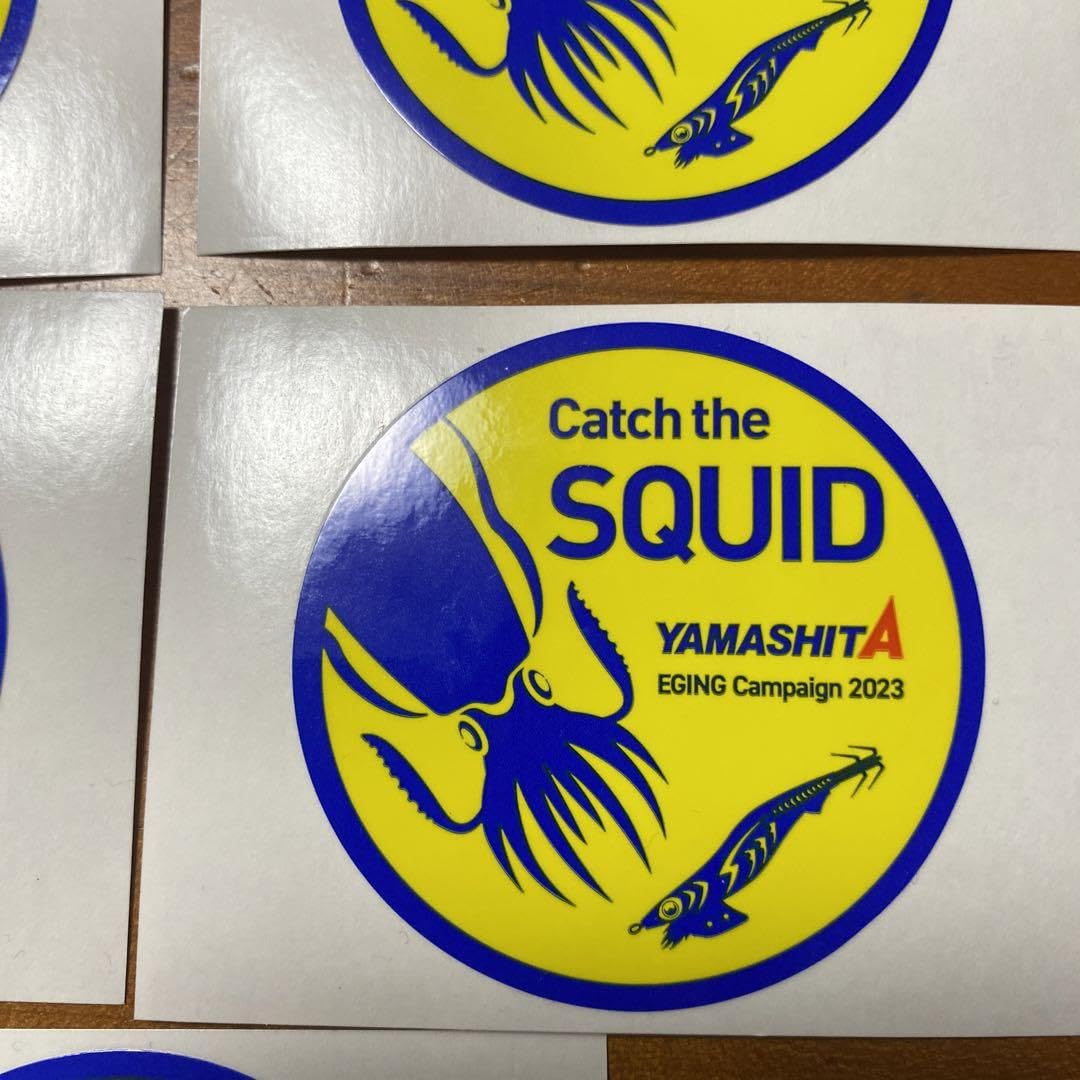 Catch the
SQUID
YAMASHITA
EGING Campaign 2023